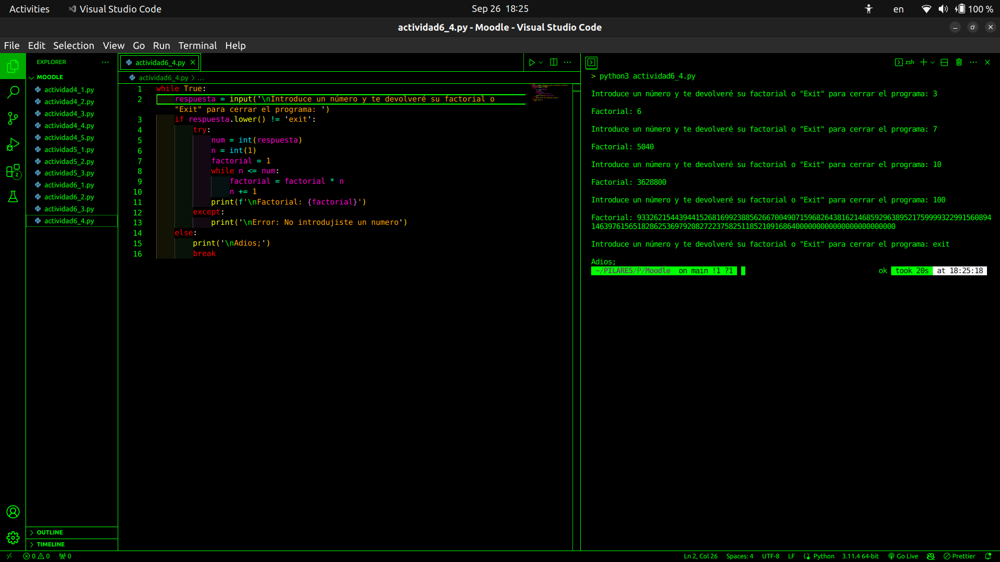 Activities Visual Studio Code Sep 26 18:25 en 100 %
actividad6_4.py - Moodle - Visual Studio Code
File Edit Selection View Go Run Terminal Help
EXPLORER
MOODLE
actividad4_1.py
actividad4_2.py
actividad4_3.py
actividad4_4.py
actividad4_5.py
actividad5_1.py
actividad5_2.py
actividad5_3.py
actividad6_1.py
actividad6_2.py
actividad6_3.py
actividad6_4.py
2
OUTLINE
TIMELINE
actividad6_4.py
actividad6_4.py > ...
1 while True:
2     respuesta = input('\nIntroduce un número y te devolveré su factorial o
    "Exit" para cerrar el programa: ')
3     if respuesta.lower() != 'exit':
4         try:
5             num = int(respuesta)
6             n = int(1)
7             factorial = 1
8             while n <= num:
9                 factorial = factorial * n
10                 n += 1
11             print(f'\nFactorial: {factorial}')
12         except:
13             print('\nError: No introdujiste un numero')
14     else:
15         print('\nAdios;')
16         break
zsh
> python3 actividad6_4.py
Introduce un número y te devolveré su factorial o "Exit" para cerrar el programa: 3
Factorial: 6
Introduce un número y te devolveré su factorial o "Exit" para cerrar el programa: 7
Factorial: 5040
Introduce un número y te devolveré su factorial o "Exit" para cerrar el programa: 10
Factorial: 3628800
Introduce un número y te devolveré su factorial o "Exit" para cerrar el programa: 100
Factorial: 933262154439441526816992388562667004907159682643816214685929638952175999932299156089​4
1463976156518286253697920827223758251185210916864000000000000000000000000
Introduce un número y te devolveré su factorial o "Exit" para cerrar el programa: exit
Adios;
~/PILARES/P/Moodle on main !1 ?1 ok took 20s at 18:25:18
0 0 0 Ln 2, Col 26 Spaces: 4 UTF-8 LF Python 3.11.4 64-bit Go Live Prettier